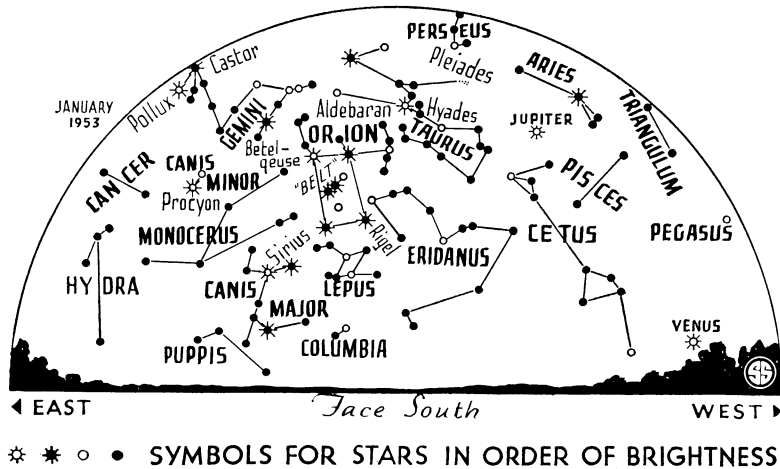 PERSEUS
Castor
Pleiades
ARIES
JANUARY
1953
Pollux
GEMINI
Aldebaran
Hyades
JUPITER
TRIANGULUM
ORION
TAURUS
Betel-
geuse
CANCER
CANIS
MINOR
"BELT"
PISCES
Procyon
MONOCERUS
Sirius
Rigel
ERIDANUS
CETUS
PEGASUS
HYDRA
CANIS
MAJOR
LEPUS
VENUS
PUPPIS
COLUMBIA
SS
EAST
Face South
WEST
SYMBOLS FOR STARS IN ORDER OF BRIGHTNESS